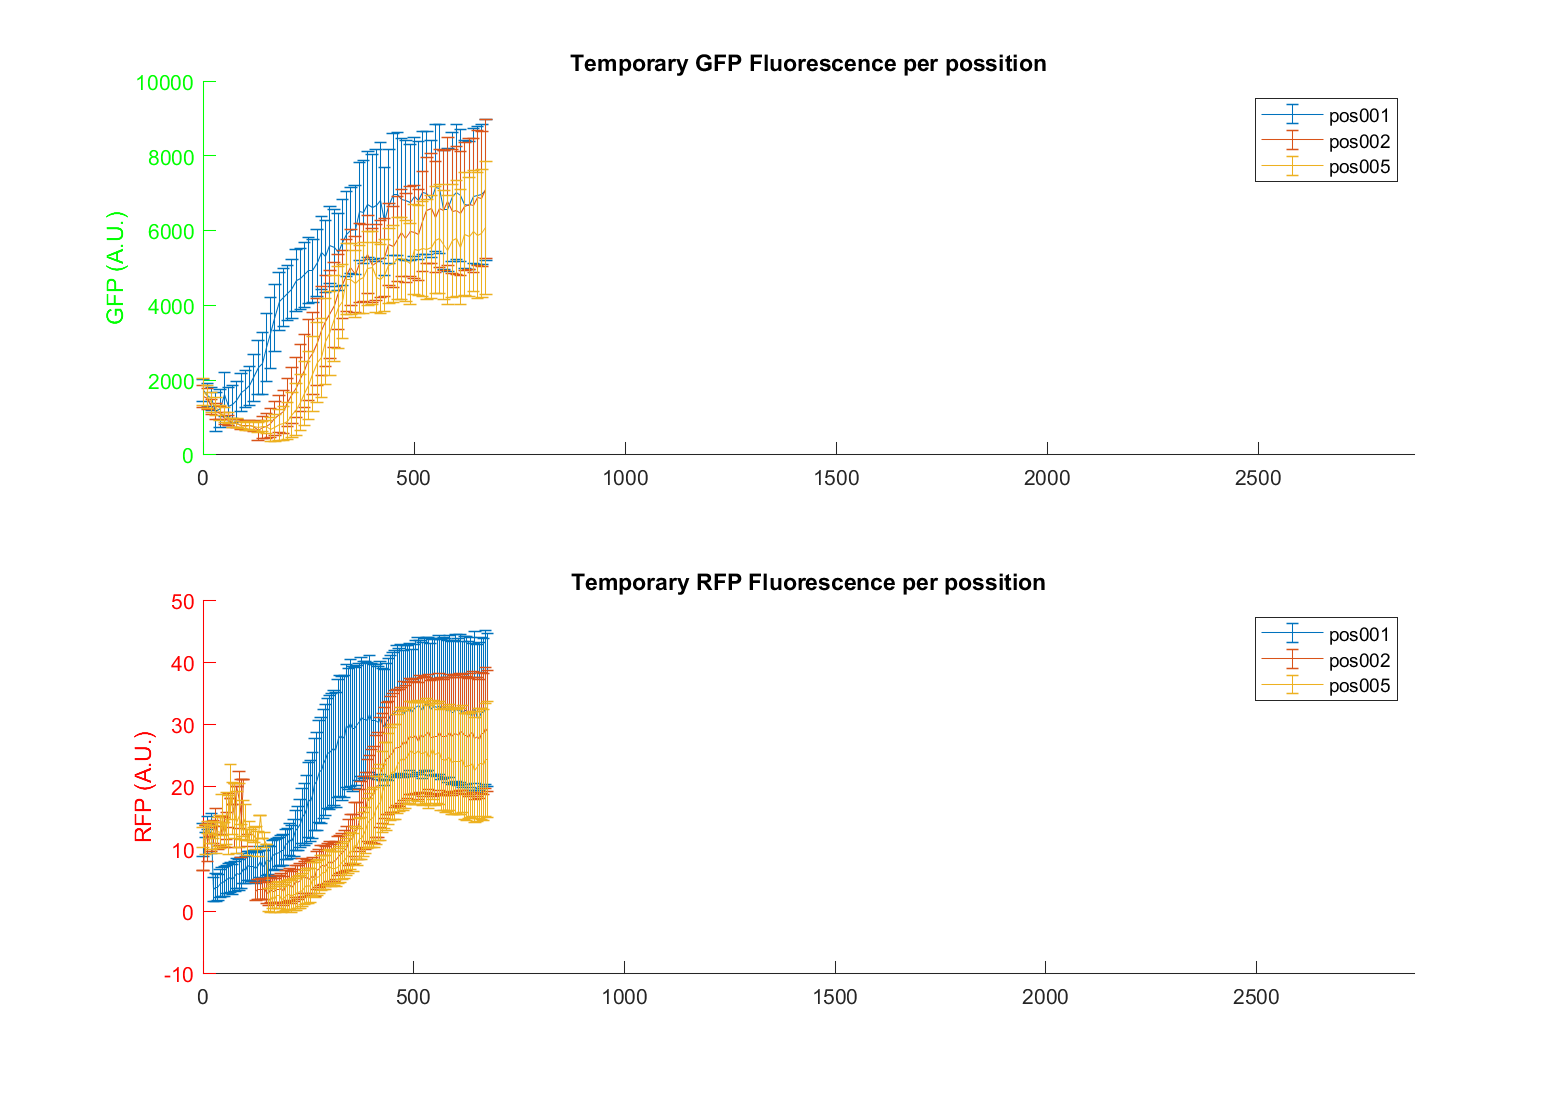 Temporary GFP Fluorescence per possition
10000
8000
6000
4000
2000
0
GFP (A.U.)
pos001
pos002
pos005
0 500 1000 1500 2000 2500
Temporary RFP Fluorescence per possition
50
40
30
20
10
0
-10
RFP (A.U.)
pos001
pos002
pos005
0 500 1000 1500 2000 2500